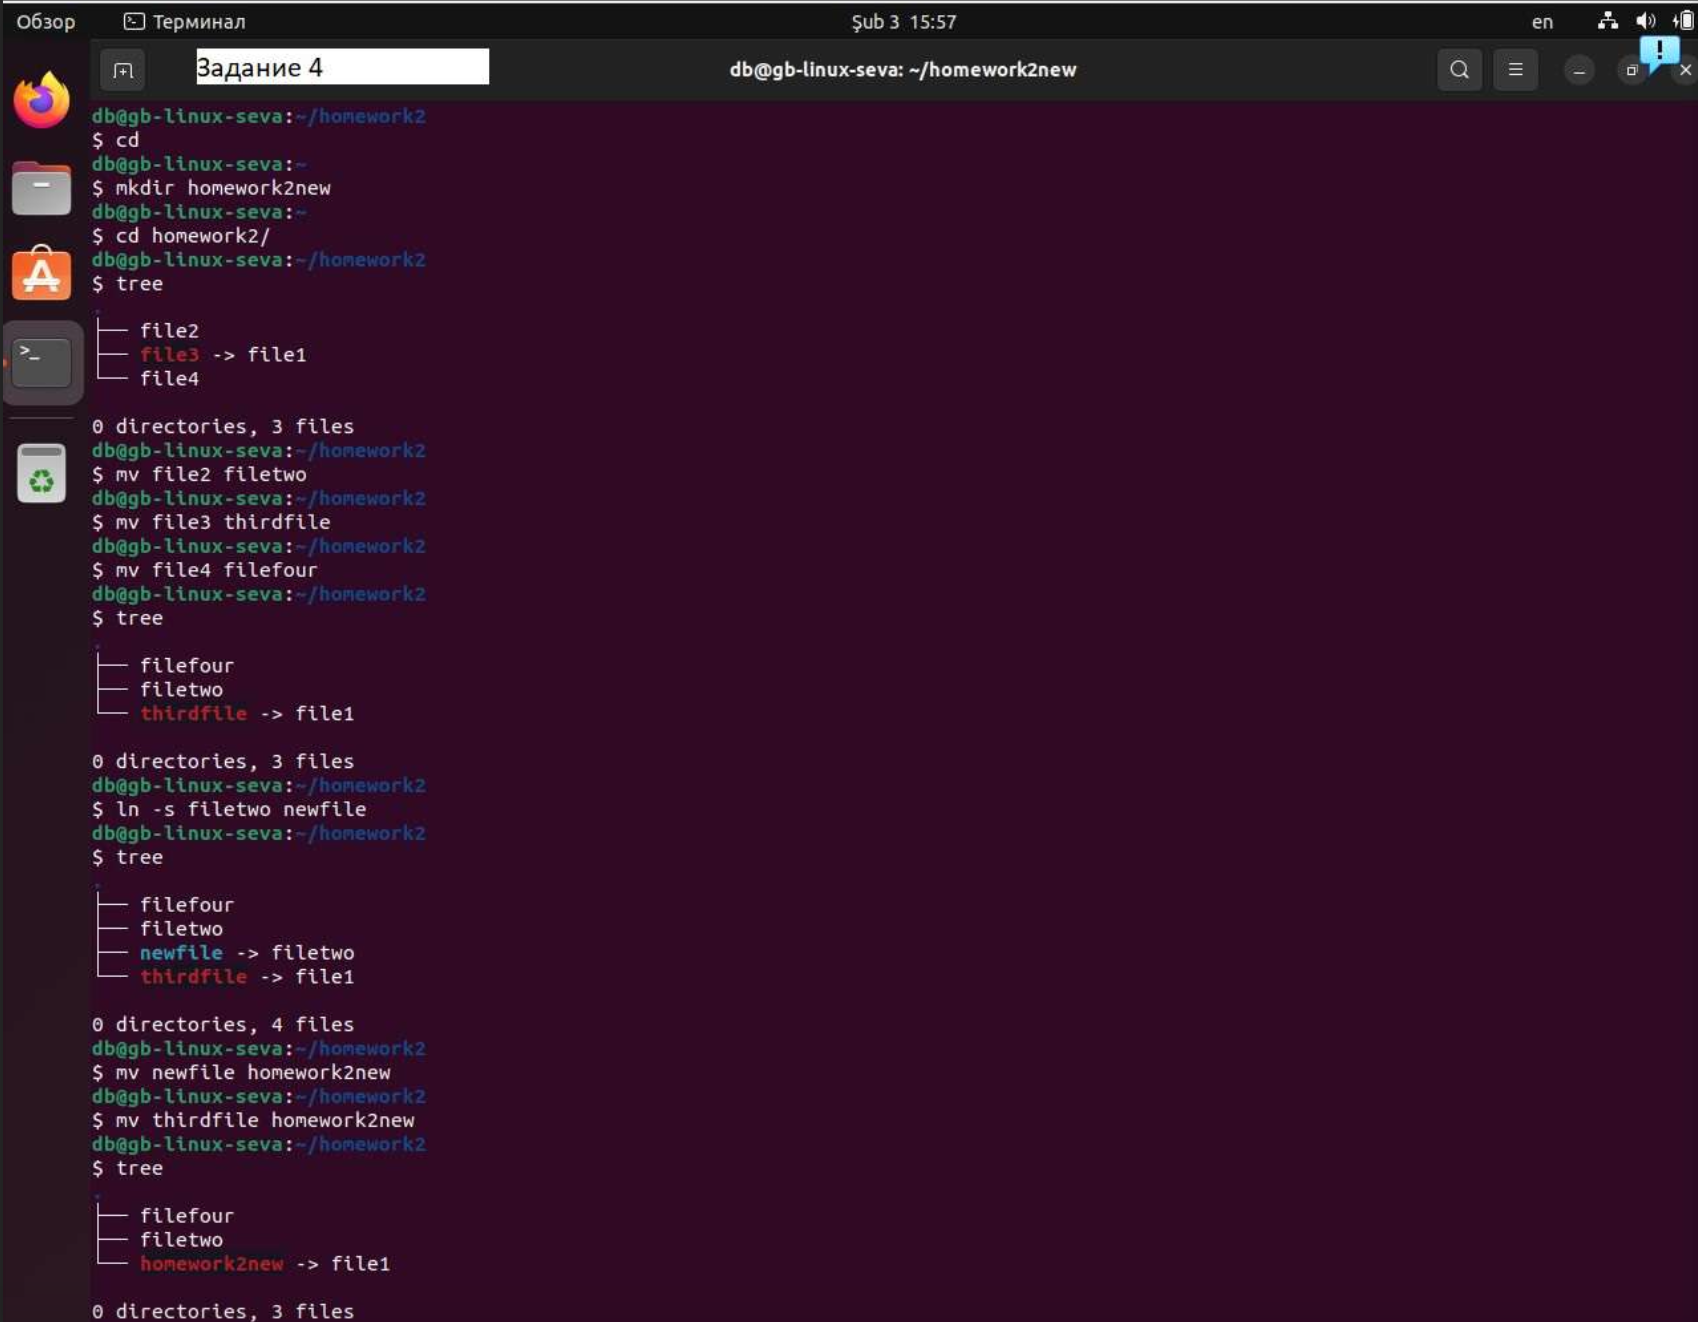 Обзор
Терминал
Şub 3 15:57
en
Задание 4
db@gb-linux-seva: ~/homework2new
db@gb-linux-seva:~/homework2
$ cd
db@gb-linux-seva:~
$ mkdir homework2new
db@gb-linux-seva:~
$ cd homework2/
db@gb-linux-seva:~/homework2
$ tree
.
├── file2
├── file3 -> file1
└── file4
0 directories, 3 files
db@gb-linux-seva:~/homework2
$ mv file2 filetwo
db@gb-linux-seva:~/homework2
$ mv file3 thirdfile
db@gb-linux-seva:~/homework2
$ mv file4 filefour
db@gb-linux-seva:~/homework2
$ tree
.
├── filefour
├── filetwo
└── thirdfile -> file1
0 directories, 3 files
db@gb-linux-seva:~/homework2
$ ln -s filetwo newfile
db@gb-linux-seva:~/homework2
$ tree
.
├── filefour
├── filetwo
├── newfile -> filetwo
└── thirdfile -> file1
0 directories, 4 files
db@gb-linux-seva:~/homework2
$ mv newfile homework2new
db@gb-linux-seva:~/homework2
$ mv thirdfile homework2new
db@gb-linux-seva:~/homework2
$ tree
.
├── filefour
├── filetwo
└── homework2new -> file1
0 directories, 3 files